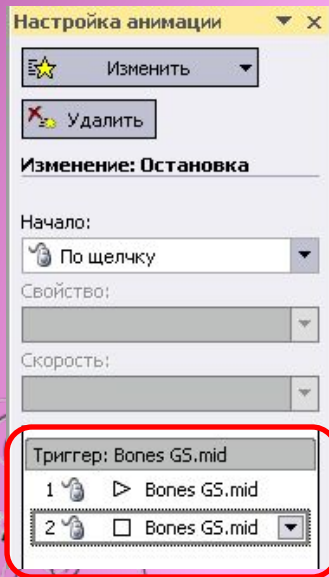 Настройка анимации
Изменить
Удалить
Изменение: Остановка
Начало:
По щелчку
Свойство:
Скорость:
Триггер: Bones GS.mid
1 Bones GS.mid
2 Bones GS.mid